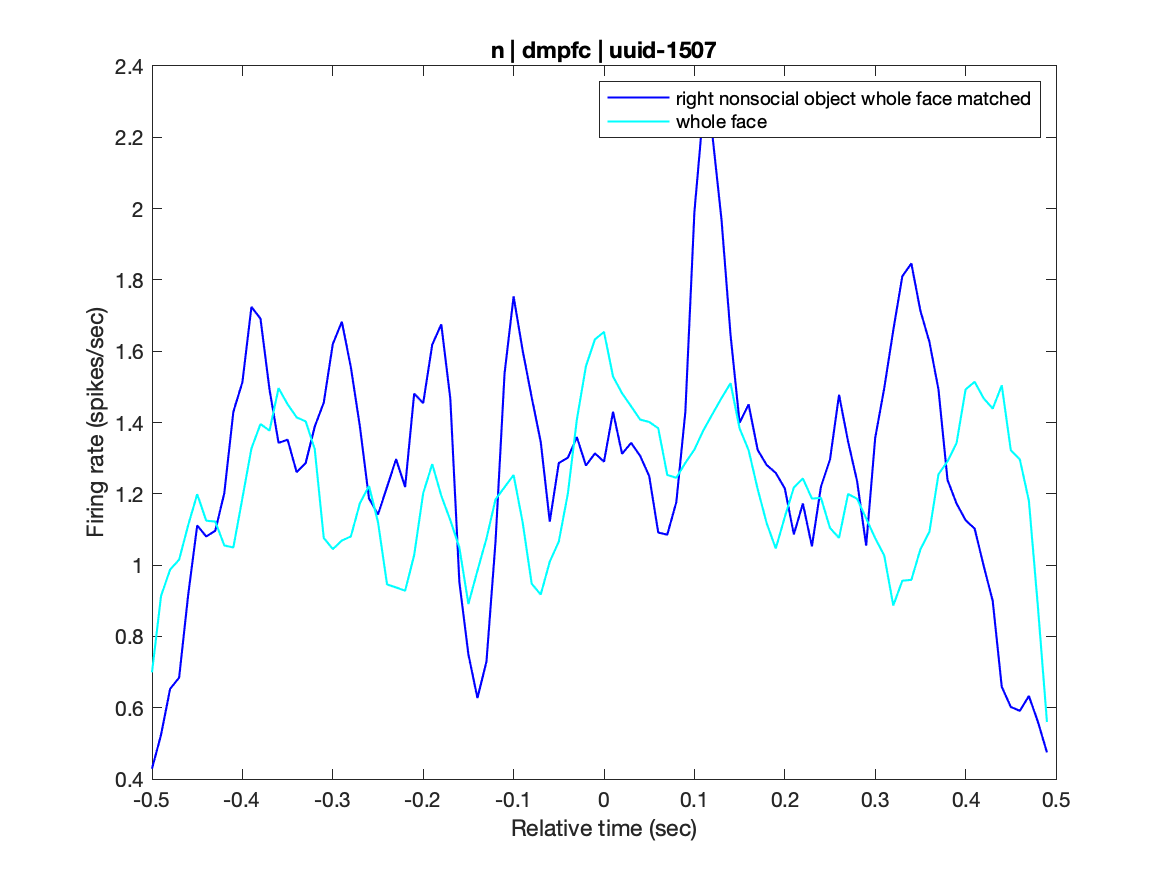 n | dmpfc | uuid-1507
right nonsocial object whole face matched
whole face
2.4
2.2
2
1.8
1.6
1.4
1.2
1
0.8
0.6
0.4
Firing rate (spikes/sec)
-0.5 -0.4 -0.3 -0.2 -0.1 0 0.1 0.2 0.3 0.4 0.5
Relative time (sec)